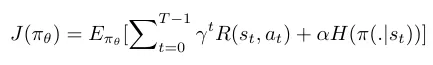 J(π_θ) = E_{π_θ}[∑_{t=0}^{T−1} γ^t R(s_t, a_t) + αH(π(.|s_t))]